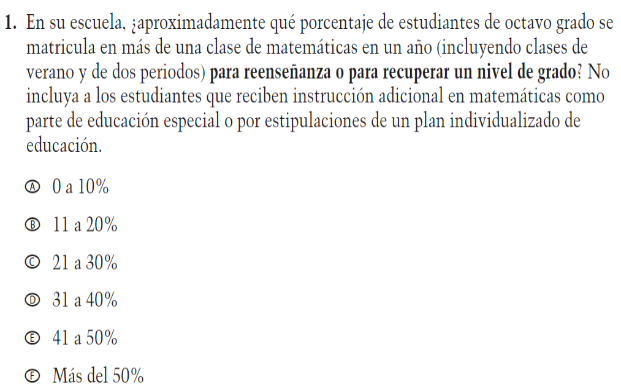 1. En su escuela, ¿aproximadamente qué porcentaje de estudiantes de octavo grado se
matricula en más de una clase de matemáticas en un año (incluyendo clases de
verano y de dos periodos) para reenseñanza o para recuperar un nivel de grado? No
incluya a los estudiantes que reciben instrucción adicional en matemáticas como
parte de educación especial o por estipulaciones de un plan individualizado de
educación.
Ⓐ 0 a 10%
Ⓑ 11 a 20%
Ⓒ 21 a 30%
Ⓓ 31 a 40%
Ⓔ 41 a 50%
Ⓕ Más del 50%